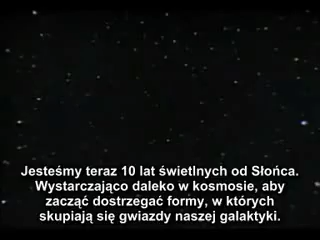 Jesteśmy teraz 10 lat świetlnych od Słońca.
Wystarczająco daleko w kosmosie, aby
zacząć dostrzegać formy, w których
skupiają się gwiazdy naszej galaktyki.